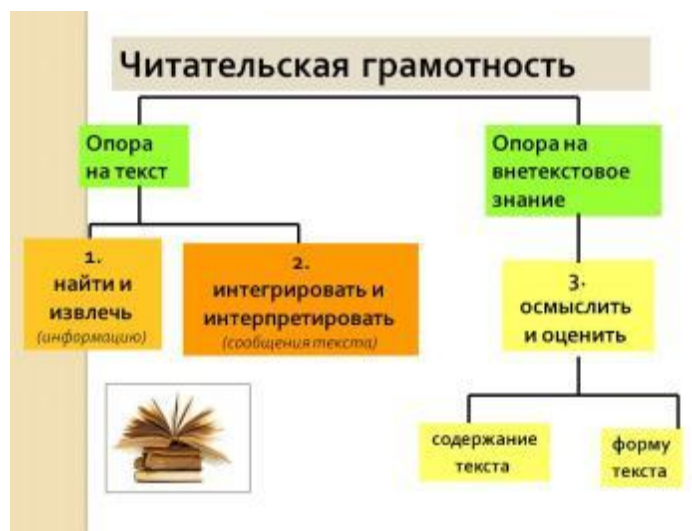 Читательская грамотность
Опора
на текст
Опора на
внетекстовое
знание
1.
найти и
извлечь
(информацию)
2.
интегрировать и
интерпретировать
(сообщения текста)
3.
осмыслить
и оценить
содержание
текста
форму
текста